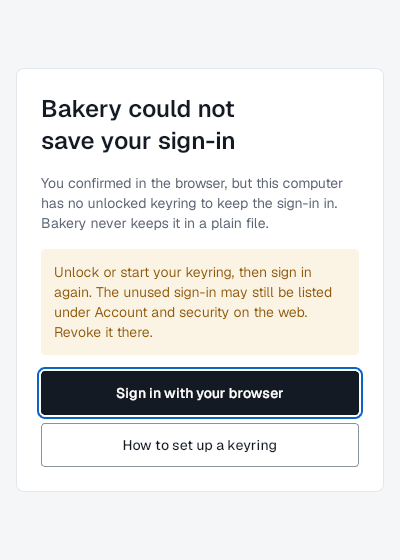 Bakery could not
save your sign-in
You confirmed in the browser, but this computer
has no unlocked keyring to keep the sign-in in.
Bakery never keeps it in a plain file.
Unlock or start your keyring, then sign in
again. The unused sign-in may still be listed
under Account and security on the web.
Revoke it there.
Sign in with your browser
How to set up a keyring